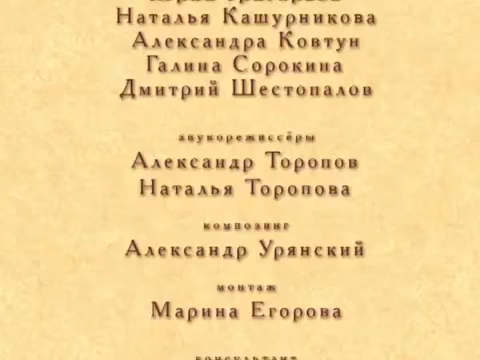 Наталья Кашурникова
Александра Ковтун
Галина Сорокина
Дмитрий Шестопалов
звукорежиссёры
Александр Торопов
Наталья Торопова
композинг
Александр Урянский
монтаж
Марина Егорова
консультант